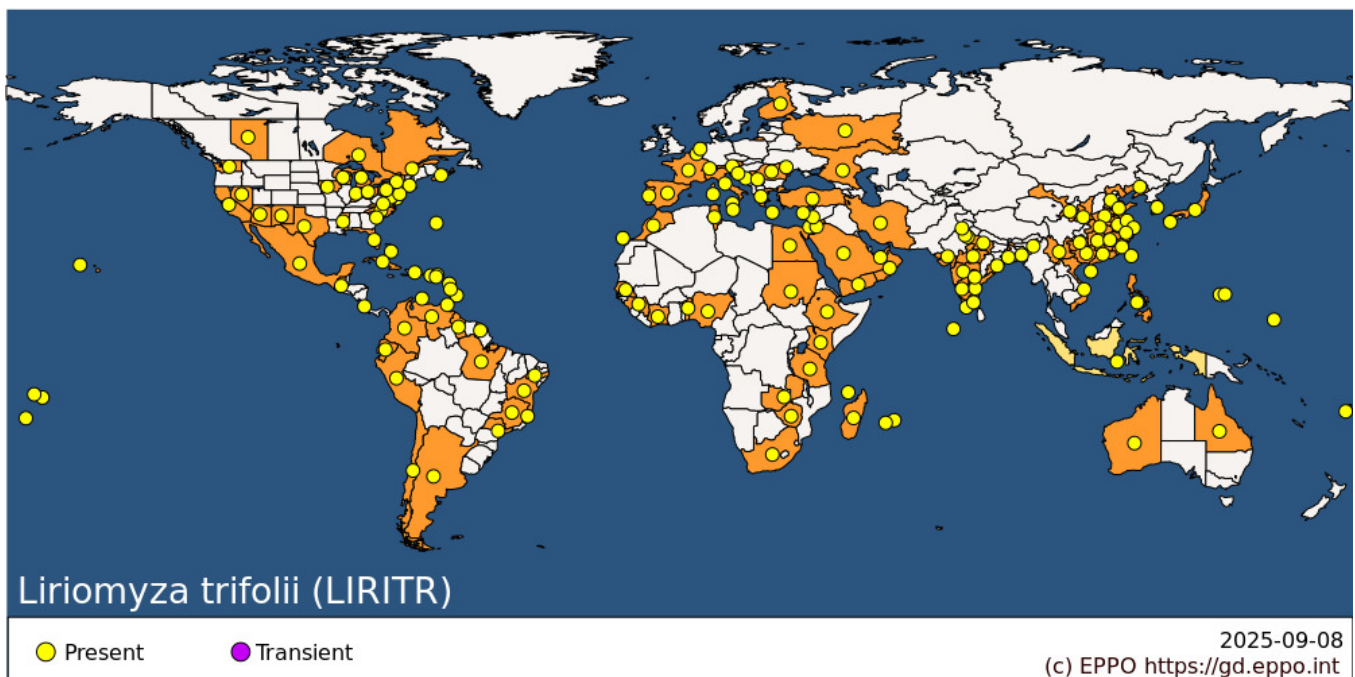 Liriomyza trifolii (LIRITR)
Present
Transient
2025-09-08
(c) EPPO https://gd.eppo.int